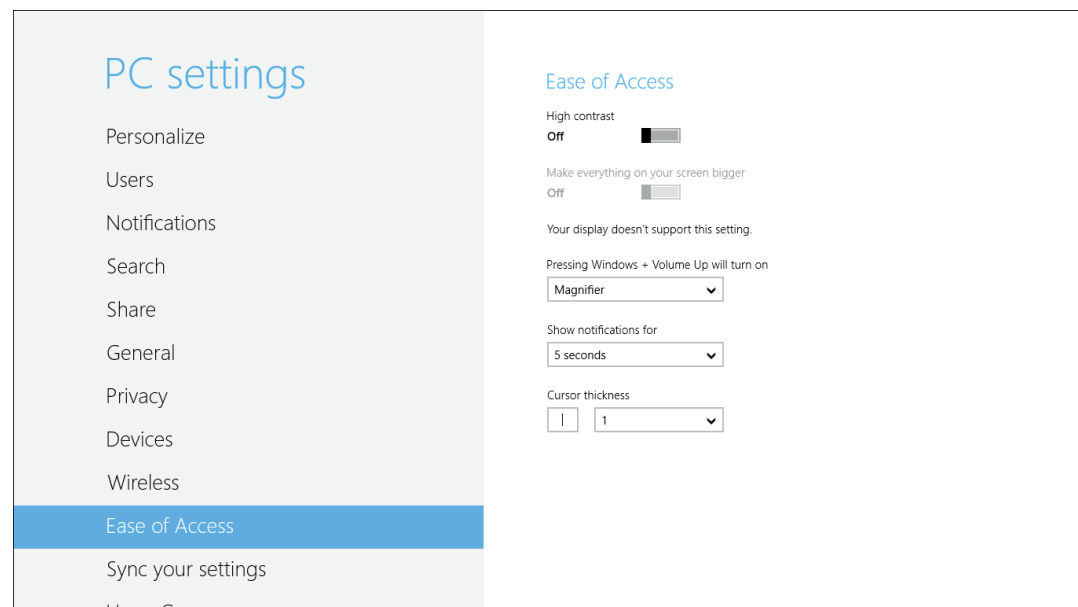 PC settings
Personalize
Users
Notifications
Search
Share
General
Privacy
Devices
Wireless
Ease of Access
Sync your settings
Ease of Access
High contrast
Off
Make everything on your screen bigger
Off
Your display doesn't support this setting.
Pressing Windows + Volume Up will turn on
Magnifier
Show notifications for
5 seconds
Cursor thickness
1